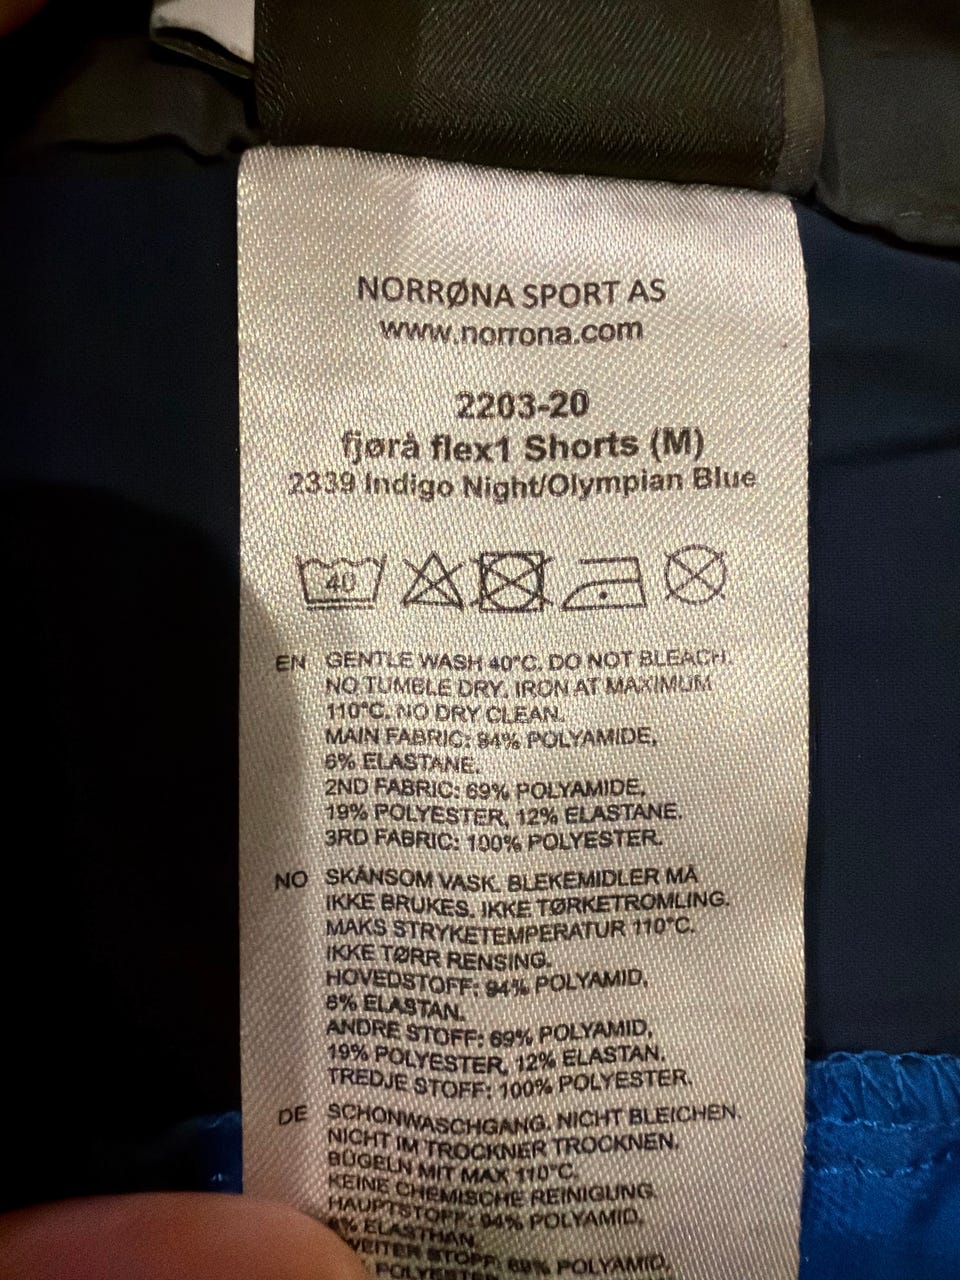 NORRØNA SPORT AS
www.norrona.com
2203-20
fjørå flex1 Shorts (M)
2339 Indigo Night/Olympian Blue
40
EN GENTLE WASH 40°C. DO NOT BLEACH.
NO TUMBLE DRY. IRON AT MAXIMUM
110°C. NO DRY CLEAN.
MAIN FABRIC: 94% POLYAMIDE,
6% ELASTANE.
2ND FABRIC: 69% POLYAMIDE,
19% POLYESTER, 12% ELASTANE.
3RD FABRIC: 100% POLYESTER.
NO SKÅNSOM VASK. BLEKEMIDLER MÅ
IKKE BRUKES. IKKE TØRKETROMLING.
MAKS STRYKETEMPERATUR 110°C.
IKKE TØRR RENSING.
HOVEDSTOFF: 94% POLYAMID,
6% ELASTAN.
ANDRE STOFF: 69% POLYAMID,
19% POLYESTER, 12% ELASTAN.
TREDJE STOFF: 100% POLYESTER.
DE SCHONWASCHGANG. NICHT BLEICHEN.
NICHT IM TROCKNER TROCKNEN.
BÜGELN MIT MAX 110°C.
KEINE CHEMISCHE REINIGUNG.
HAUPTSTOFF: 94% POLYAMID,
6% ELASTHAN.
STOFF: 69% POLYAMID,
POLYESTER